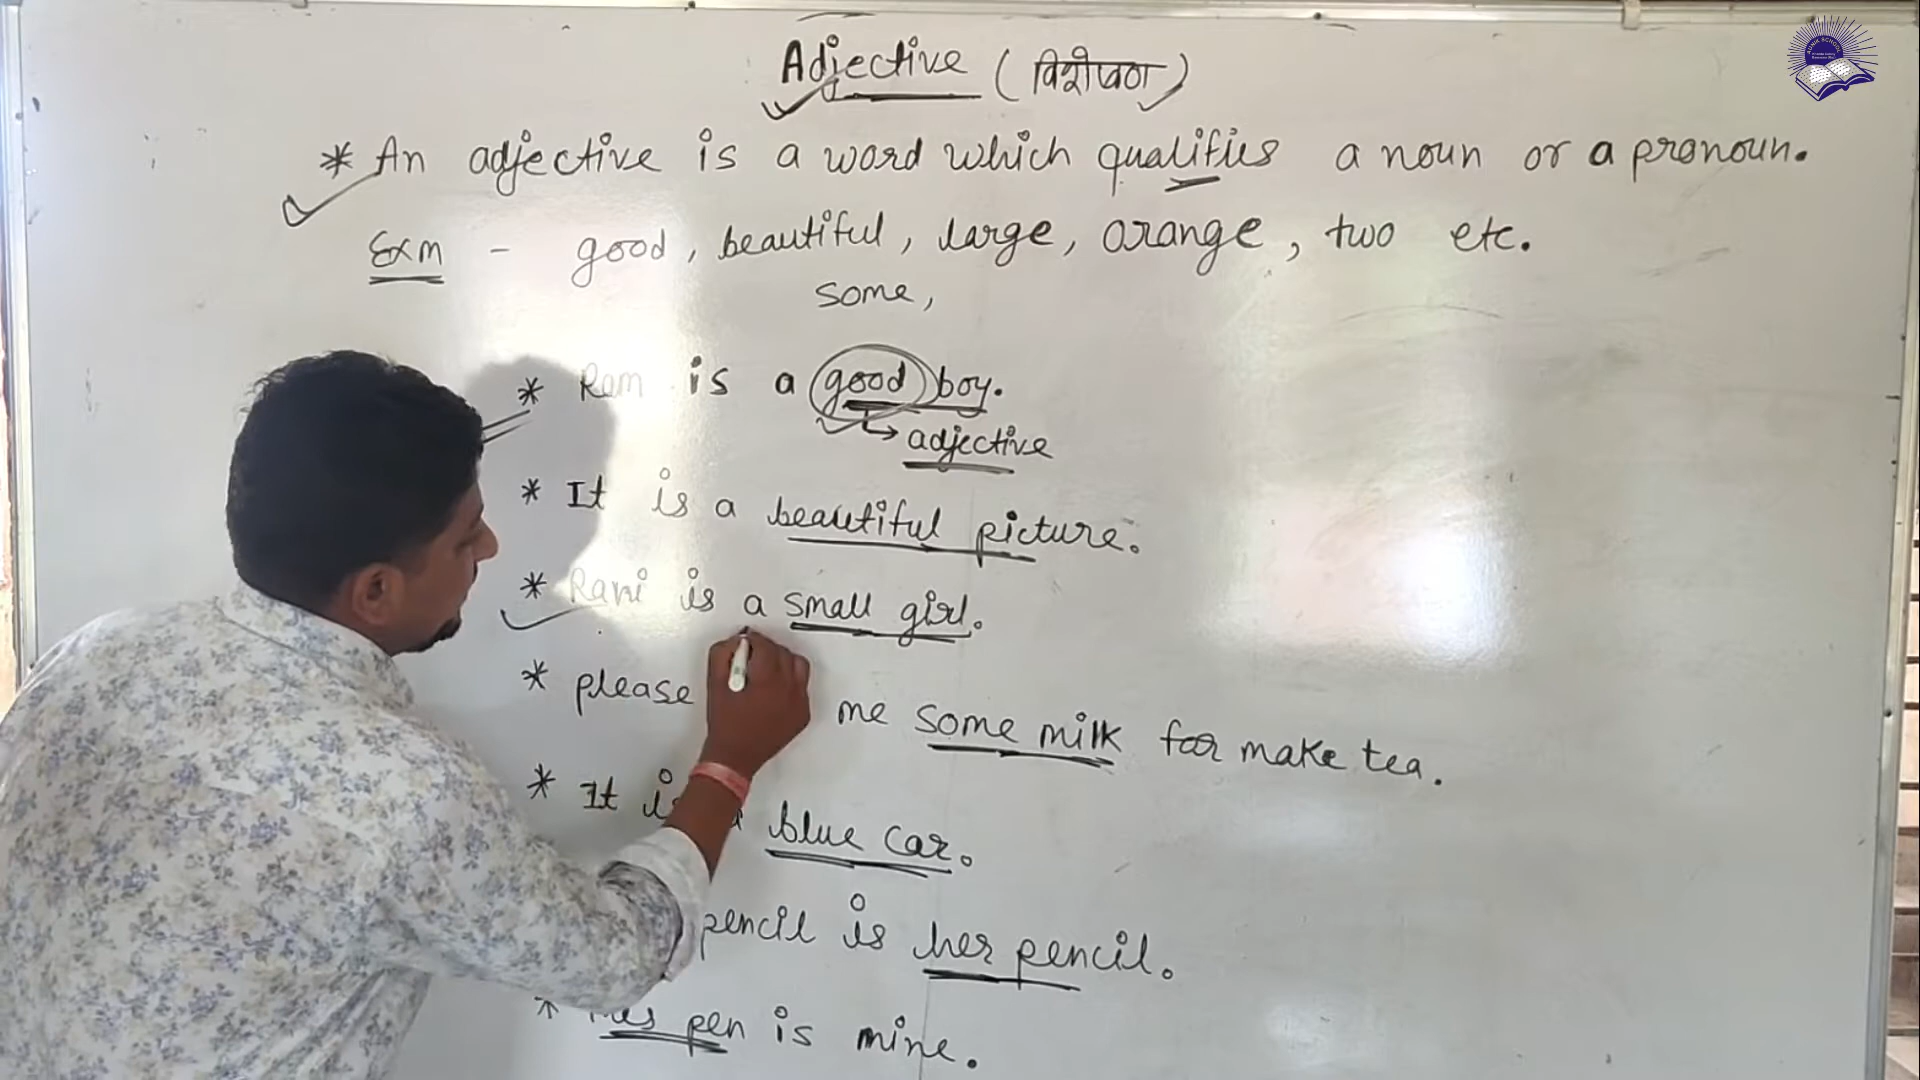 Adjective (विशेषण)
* An adjective is a word which qualifies a noun or a pronoun.
Exm - good, beautiful, large, orange, two etc.
some,
* Ram is a good boy.
adjective
* It is a beautiful picture.
* Rani is a small girl.
* please me some milk for make tea.
* It is a blue car.
pencil is her pencil.
* pen is mine.